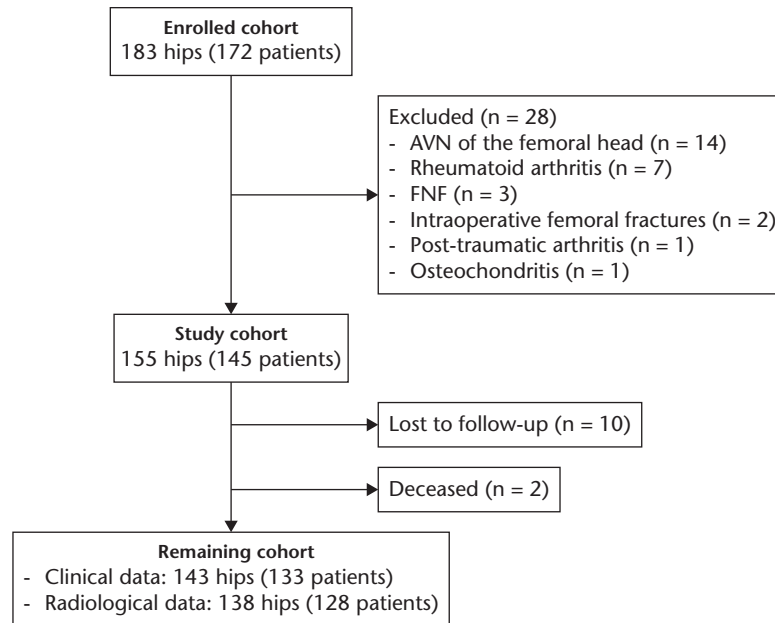 Enrolled cohort
183 hips (172 patients)
Excluded (n = 28)
- AVN of the femoral head (n = 14)
- Rheumatoid arthritis (n = 7)
- FNF (n = 3)
- Intraoperative femoral fractures (n = 2)
- Post-traumatic arthritis (n = 1)
- Osteochondritis (n = 1)
Study cohort
155 hips (145 patients)
Lost to follow-up (n = 10)
Deceased (n = 2)
Remaining cohort
- Clinical data: 143 hips (133 patients)
- Radiological data: 138 hips (128 patients)